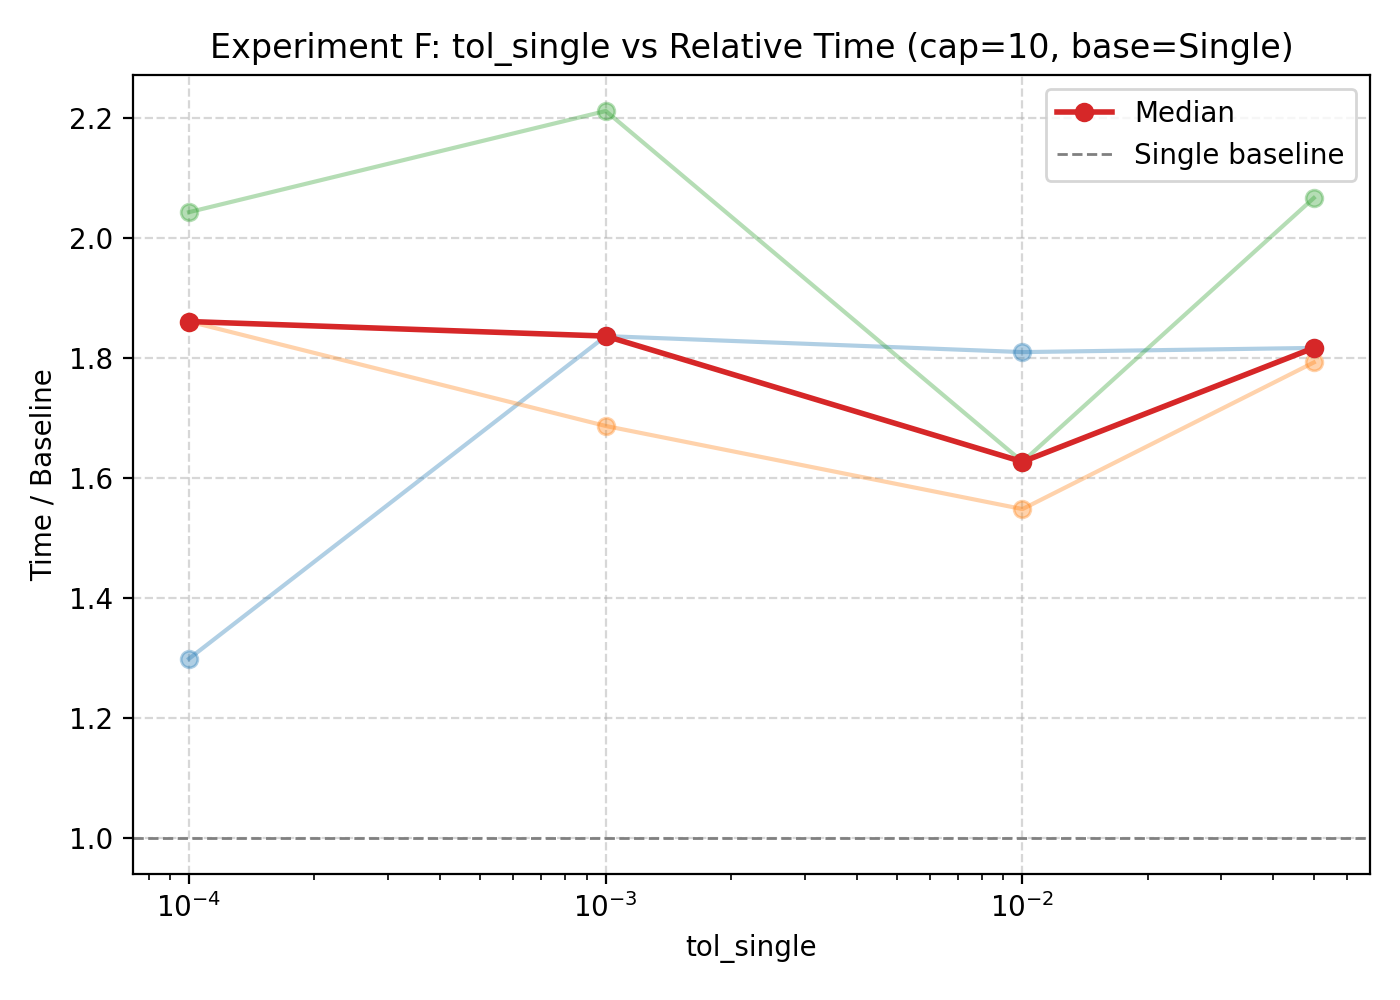 Experiment F: tol_single vs Relative Time (cap=10, base=Single)
Median
Single baseline
Time / Baseline
2.2
2.0
1.8
1.6
1.4
1.2
1.0
10⁻⁴ 10⁻³ 10⁻²
tol_single